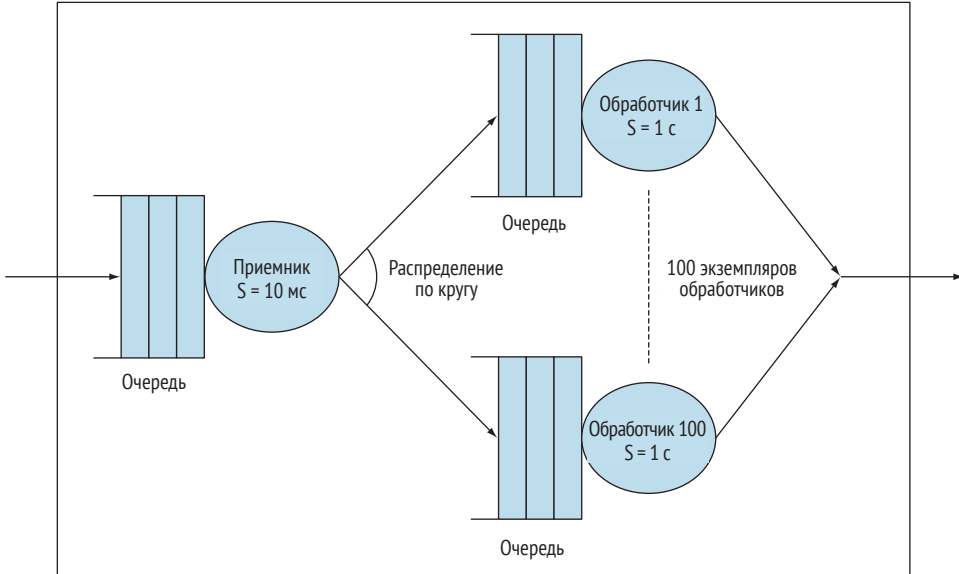 Очередь
Приемник
S = 10 мс
Распределение
по кругу
Обработчик 1
S = 1 с
Очередь
100 экземпляров
обработчиков
Обработчик 100
S = 1 с
Очередь